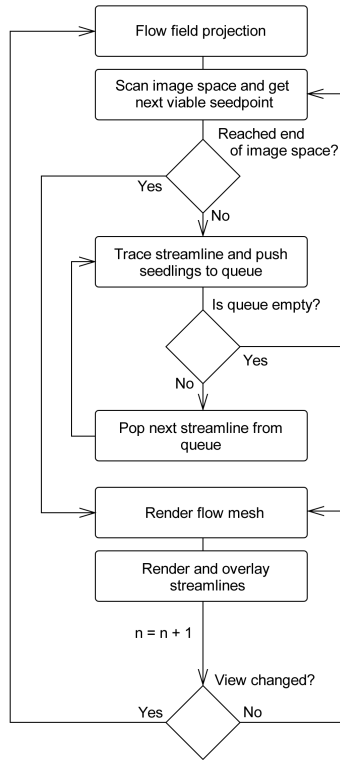 Flow field projection
Scan image space and get
next viable seedpoint
Reached end
of image space?
Yes
No
Trace streamline and push
seedlings to queue
Is queue empty?
Yes
No
Pop next streamline from
queue
Render flow mesh
Render and overlay
streamlines
n = n + 1
View changed?
Yes
No